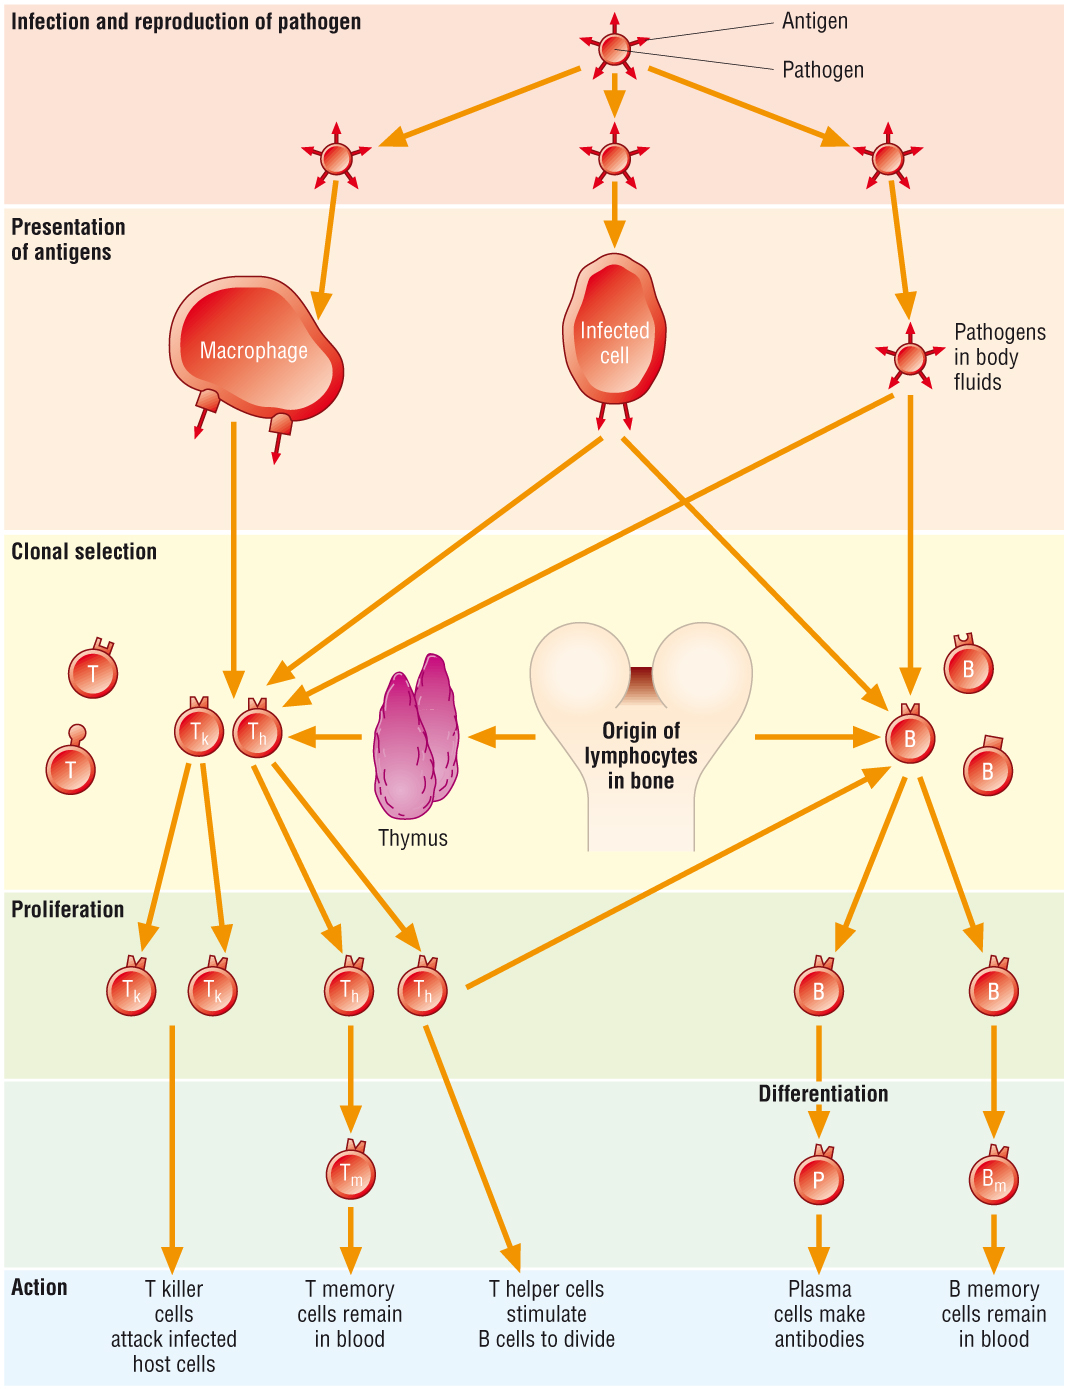 Infection and reproduction of pathogen
Antigen
Pathogen
Presentation
of antigens
Macrophage
Infected
cell
Pathogens
in body
fluids
Clonal selection
T
T
Tk
Th
Thymus
Origin of
lymphocytes
in bone
B
B
B
Proliferation
Tk
Tk
Th
Th
B
B
Differentiation
Tm
P
Bm
Action
T killer
cells
attack infected
host cells
T memory
cells remain
in blood
T helper cells
stimulate
B cells to divide
Plasma
cells make
antibodies
B memory
cells remain
in blood